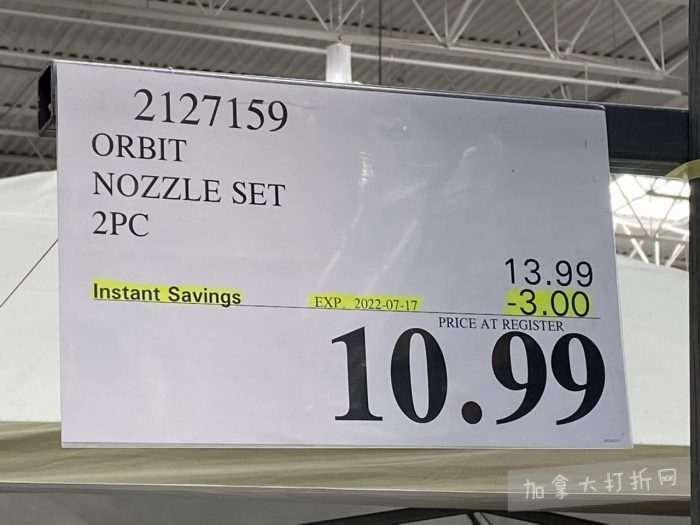 2127159
ORBIT
NOZZLE SET
2PC
13.99
Instant Savings EXP. 2022-07-17 -3.00
PRICE AT REGISTER
10.99
加拿大打折网